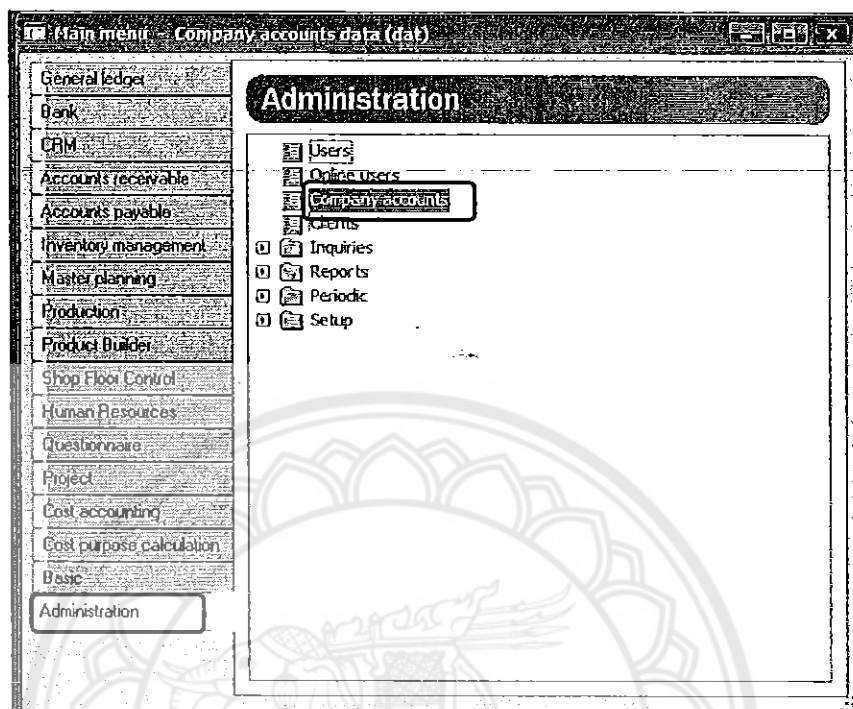 Main menu - Company accounts data (dat)
General ledger
Bank
CRM
Accounts receivable
Accounts payable
Inventory management
Master planning
Production
Product Builder
Shop Floor Control
Human Resources
Questionnaire
Project
Cost accounting
Cost purpose calculation
Basic
Administration
Administration
Users
Online users
Company accounts
Clients
Inquiries
Reports
Periodic
Setup